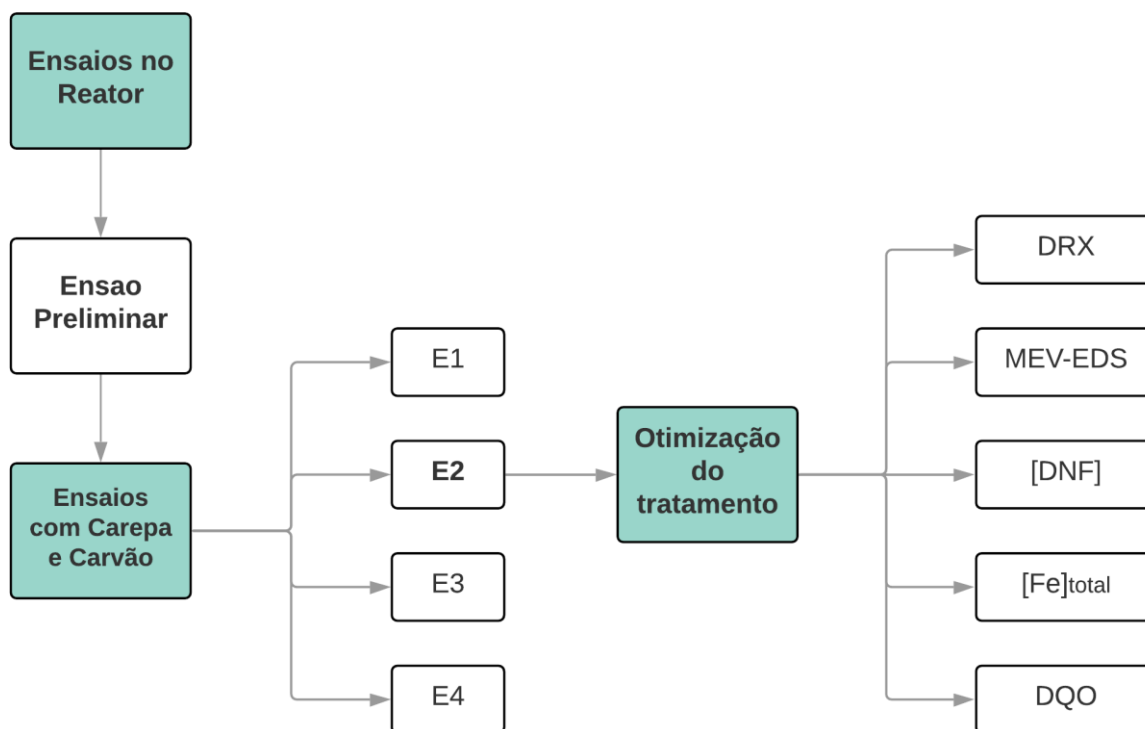 Ensaios no
Reator
Ensao
Preliminar
Ensaios
com Carepa
e Carvão
E1
E2
E3
E4
Otimização
do
tratamento
DRX
MEV-EDS
[DNF]
[Fe]total
DQO